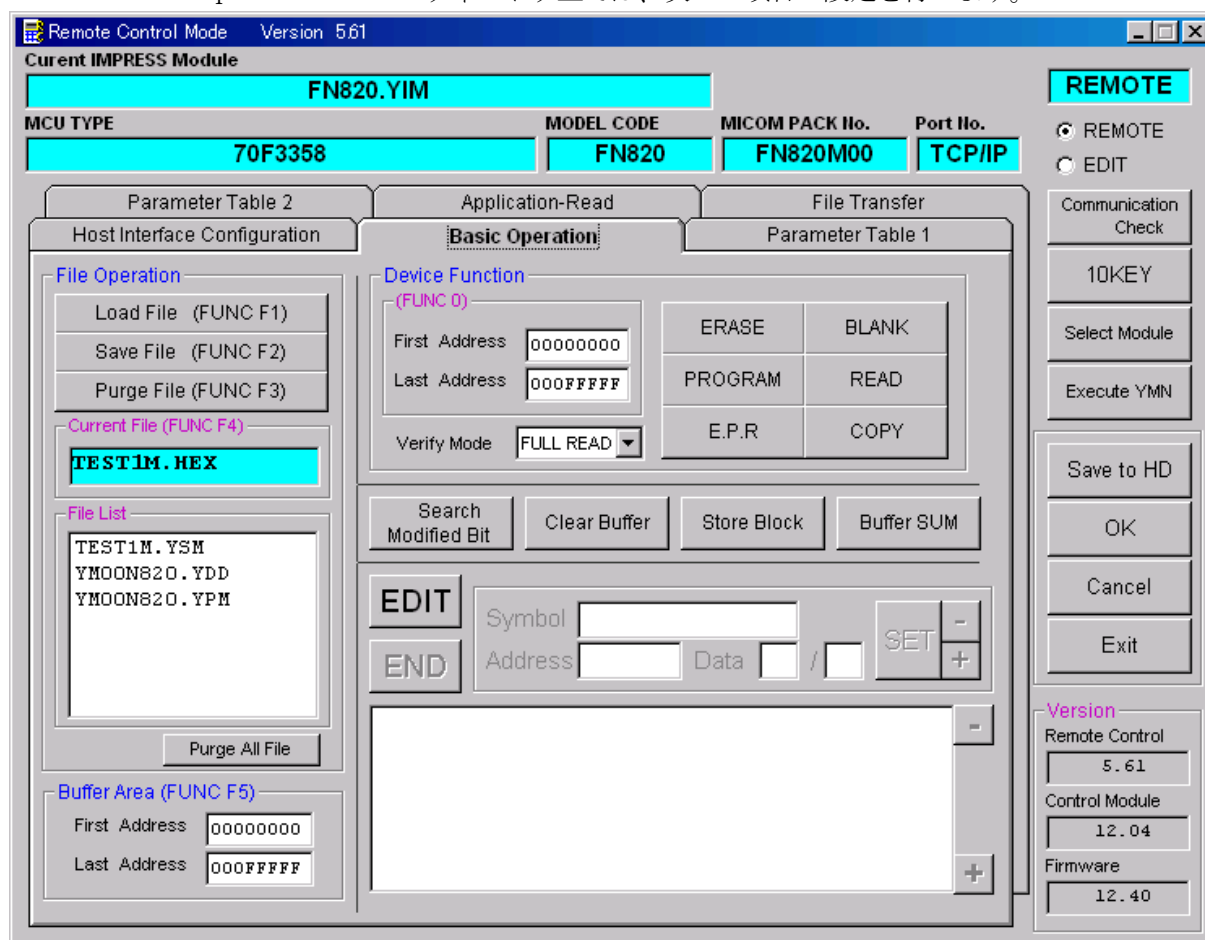 Remote Control Mode Version 5.61
Curent IMPRESS Module
FN820.YIM
REMOTE
MCU TYPE
MODEL CODE
MICOM PACK No.
Port No.
70F3358
FN820
FN820M00
TCP/IP
REMOTE
EDIT
Parameter Table 2
Application-Read
File Transfer
Host Interface Configuration
Basic Operation
Parameter Table 1
File Operation
Load File (FUNC F1)
Save File (FUNC F2)
Purge File (FUNC F3)
Current File (FUNC F4)
TEST1M.HEX
File List
TEST1M.YSM
YMOON820.YDD
YMOON820.YPM
Purge All File
Buffer Area (FUNC F5)
First Address 00000000
Last Address 000FFFFF
Device Function
(FUNC 0)
First Address 00000000
Last Address 000FFFFF
Verify Mode FULL READ
ERASE
BLANK
PROGRAM
READ
E.P.R
COPY
Search
Modified Bit
Clear Buffer
Store Block
Buffer SUM
EDIT
END
Symbol
Address
Data /
SET
-
+
-
+
Communication
Check
10KEY
Select Module
Execute YMN
Save to HD
OK
Cancel
Exit
Version
Remote Control
5.61
Control Module
12.04
Firmware
12.40